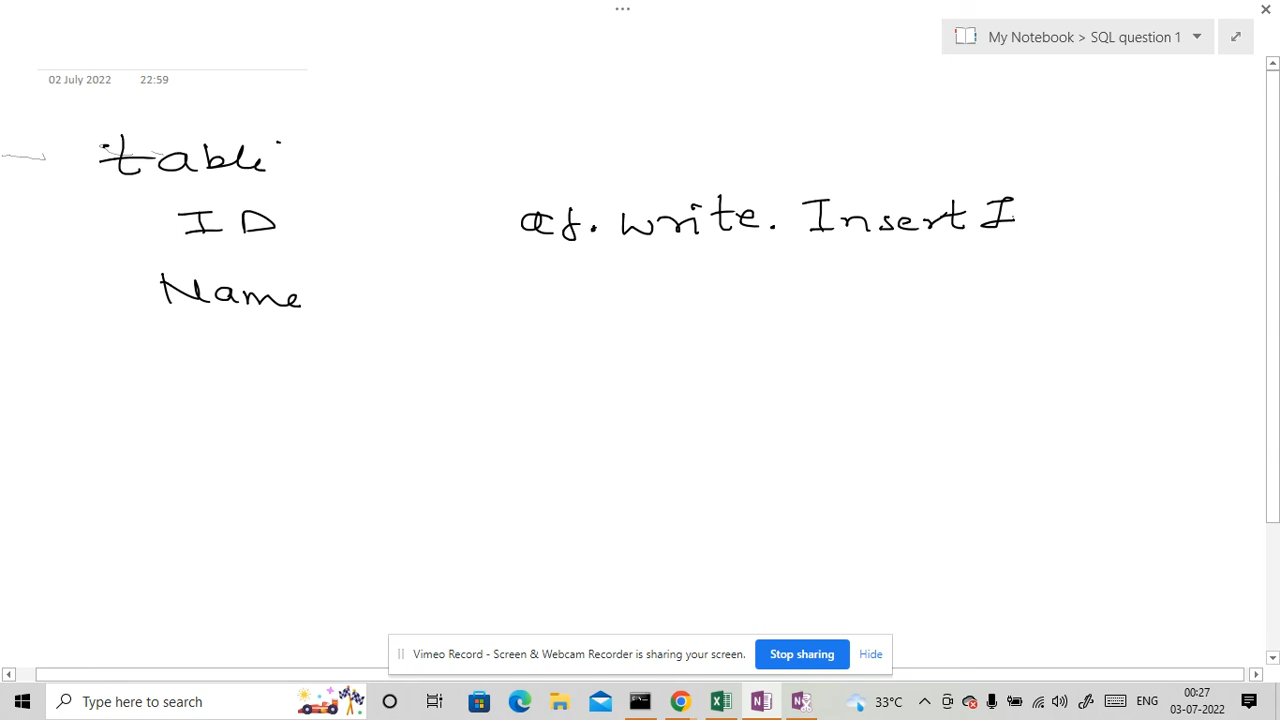 My Notebook > SQL question 1
02 July 2022 22:59
table
ID
df. write. Insert I
Name
Vimeo Record - Screen & Webcam Recorder is sharing your screen.
Stop sharing
Hide
Type here to search
33°C
ENG
00:27
03-07-2022